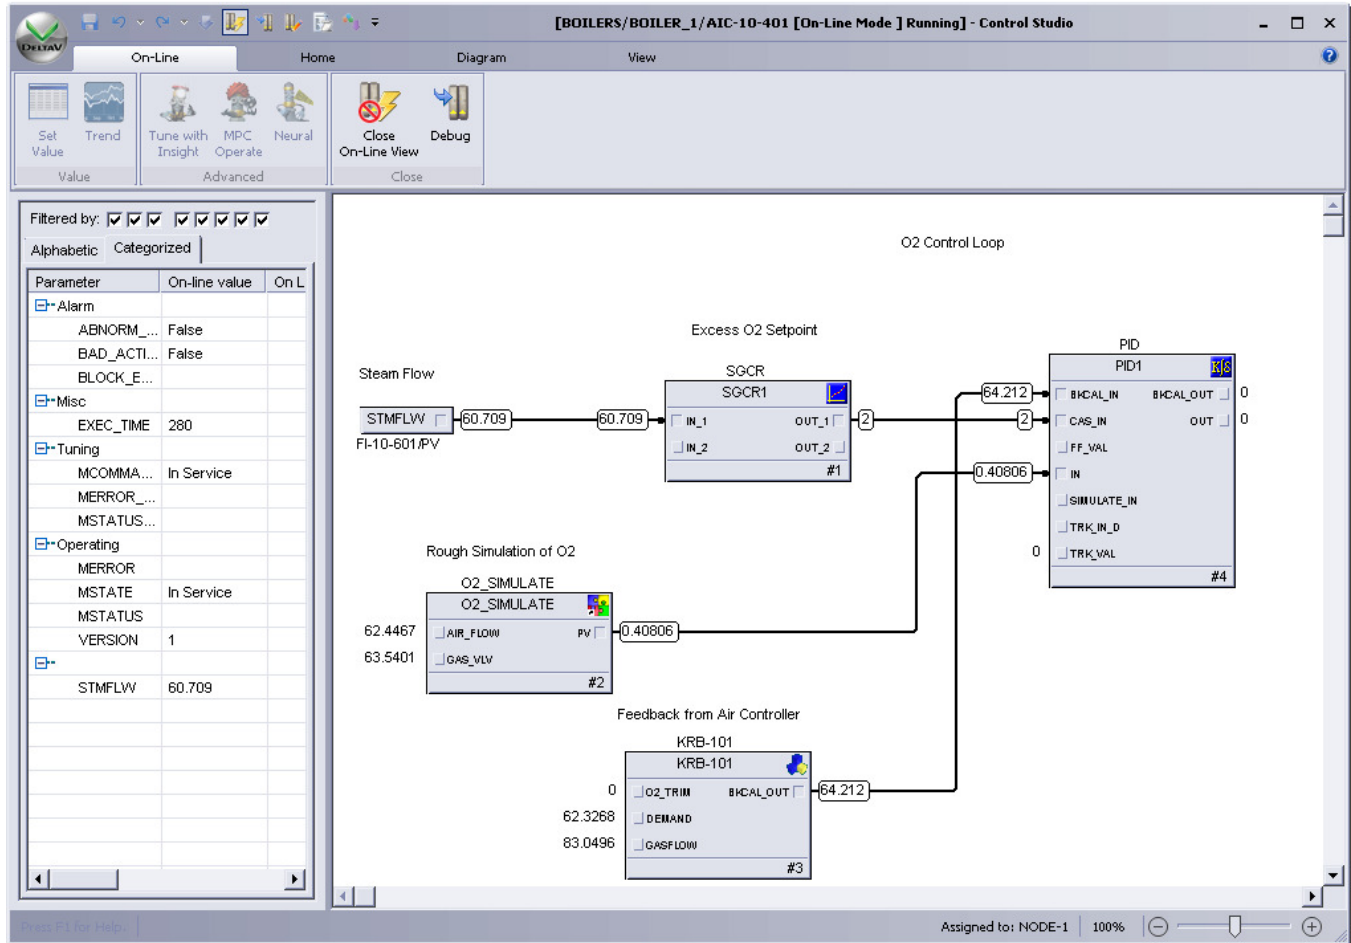 [BOILERS/BOILER_1/AIC-10-401 [On-Line Mode ] Running] - Control Studio
DELTAV
On-Line Home Diagram View
Set Value
Trend
Tune with Insight
MPC Operate
Neural
Close On-Line View
Debug
Value Advanced Close
Filtered by:
Alphabetic Categorized
Parameter On-line value On L
Alarm
ABNORM_... False
BAD_ACTI... False
BLOCK_E...
Misc
EXEC_TIME 280
Tuning
MCOMMA... In Service
MERROR_...
MSTATUS...
Operating
MERROR
MSTATE In Service
MSTATUS
VERSION 1
STMFLW 60.709
O2 Control Loop
Excess O2 Setpoint
Steam Flow
STMFLW 60.709 60.709
FI-10-601/PV
SGCR
SGCR1
IN_1 OUT_1 2 2
IN_2 OUT_2
#1
PID
PID1
64.212 BKCAL_IN BKCAL_OUT 0
CAS_IN OUT 0
FF_VAL
0.40806 IN
SIMULATE_IN
TRK_IN_D
0 TRK_VAL
#4
Rough Simulation of O2
O2_SIMULATE
O2_SIMULATE
62.4467 AIR_FLOW PV 0.40806
63.5401 GAS_VLV
#2
Feedback from Air Controller
KRB-101
KRB-101
0 O2_TRIM BKCAL_OUT 64.212
62.3268 DEMAND
83.0496 GASFLOW
#3
Press F1 for Help.
Assigned to: NODE-1 100%